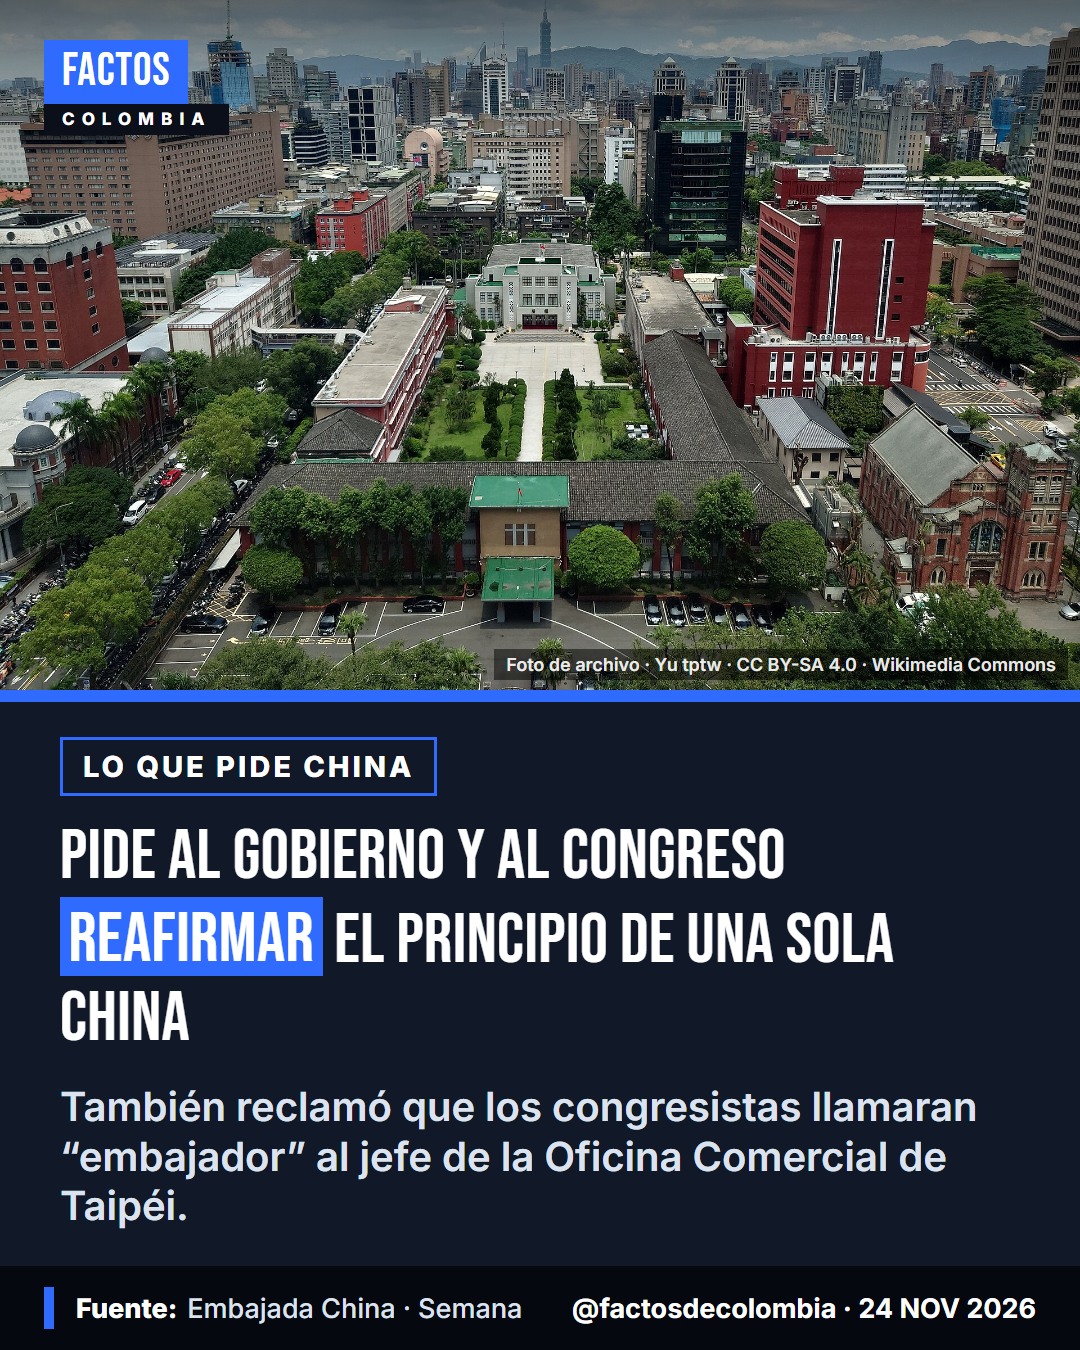 FACTOS
COLOMBIA
Foto de archivo · Yu tptw · CC BY-SA 4.0 · Wikimedia Commons
LO QUE PIDE CHINA
PIDE AL GOBIERNO Y AL CONGRESO
REAFIRMAR EL PRINCIPIO DE UNA SOLA
CHINA
También reclamó que los congresistas llamaran
“embajador” al jefe de la Oficina Comercial de
Taipéi.
Fuente: Embajada China · Semana
@factosdecolombia · 24 NOV 2026